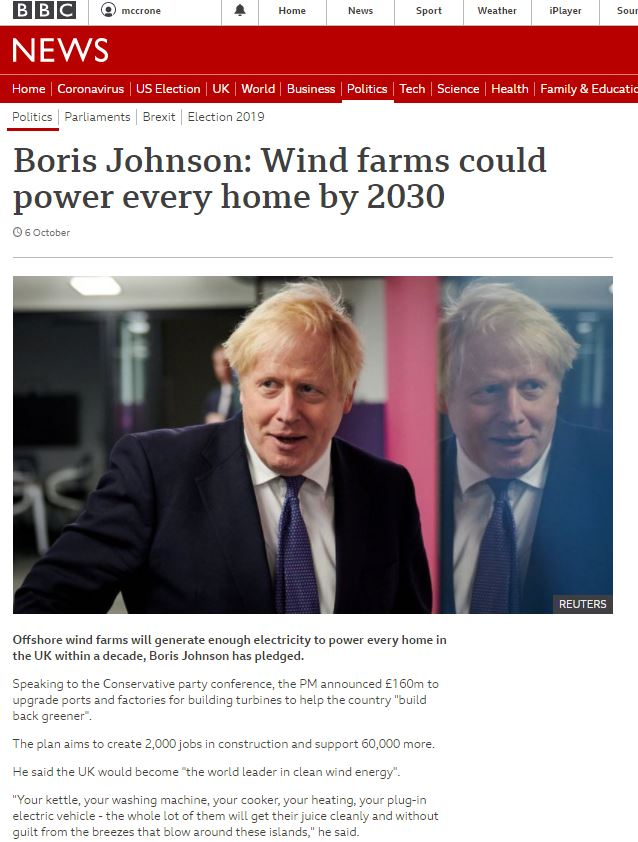 BBC mccrone Home News Sport Weather iPlayer
NEWS
Home Coronavirus US Election UK World Business Politics Tech Science Health Family &
Politics Parliaments Brexit Election 2019
Boris Johnson: Wind farms could
power every home by 2030
6 October
REUTERS
Offshore wind farms will generate enough electricity to power every home in
the UK within a decade, Boris Johnson has pledged.
Speaking to the Conservative party conference, the PM announced £160m to
upgrade ports and factories for building turbines to help the country "build
back greener".
The plan aims to create 2,000 jobs in construction and support 60,000 more.
He said the UK would become "the world leader in clean wind energy".
"Your kettle, your washing machine, your cooker, your heating, your plug-in
electric vehicle - the whole lot of them will get their juice cleanly and without
guilt from the breezes that blow around these islands," he said.